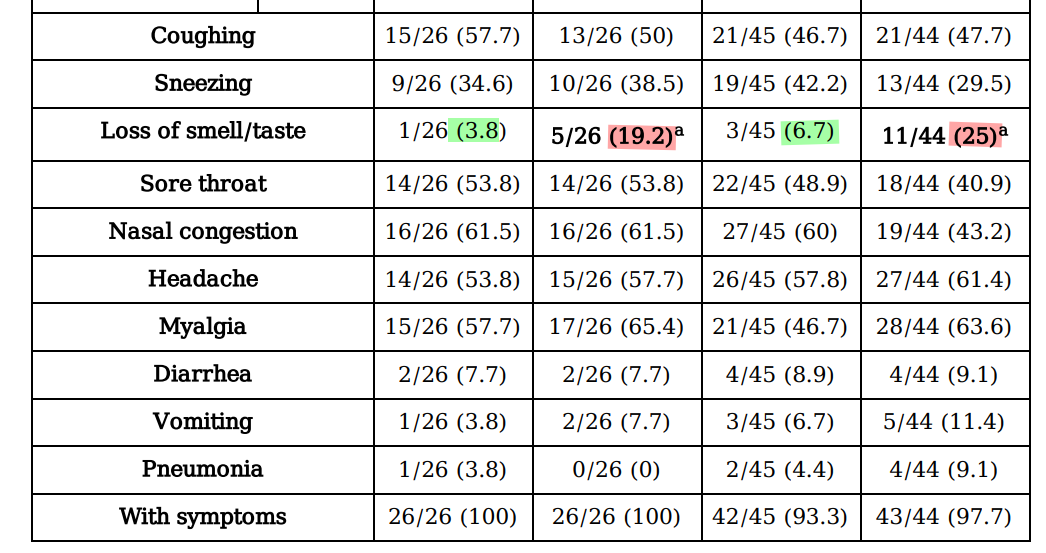 Coughing 15/26 (57.7) 13/26 (50) 21/45 (46.7) 21/44 (47.7)
Sneezing 9/26 (34.6) 10/26 (38.5) 19/45 (42.2) 13/44 (29.5)
Loss of smell/taste 1/26 (3.8) 5/26 (19.2)a 3/45 (6.7) 11/44 (25)a
Sore throat 14/26 (53.8) 14/26 (53.8) 22/45 (48.9) 18/44 (40.9)
Nasal congestion 16/26 (61.5) 16/26 (61.5) 27/45 (60) 19/44 (43.2)
Headache 14/26 (53.8) 15/26 (57.7) 26/45 (57.8) 27/44 (61.4)
Myalgia 15/26 (57.7) 17/26 (65.4) 21/45 (46.7) 28/44 (63.6)
Diarrhea 2/26 (7.7) 2/26 (7.7) 4/45 (8.9) 4/44 (9.1)
Vomiting 1/26 (3.8) 2/26 (7.7) 3/45 (6.7) 5/44 (11.4)
Pneumonia 1/26 (3.8) 0/26 (0) 2/45 (4.4) 4/44 (9.1)
With symptoms 26/26 (100) 26/26 (100) 42/45 (93.3) 43/44 (97.7)